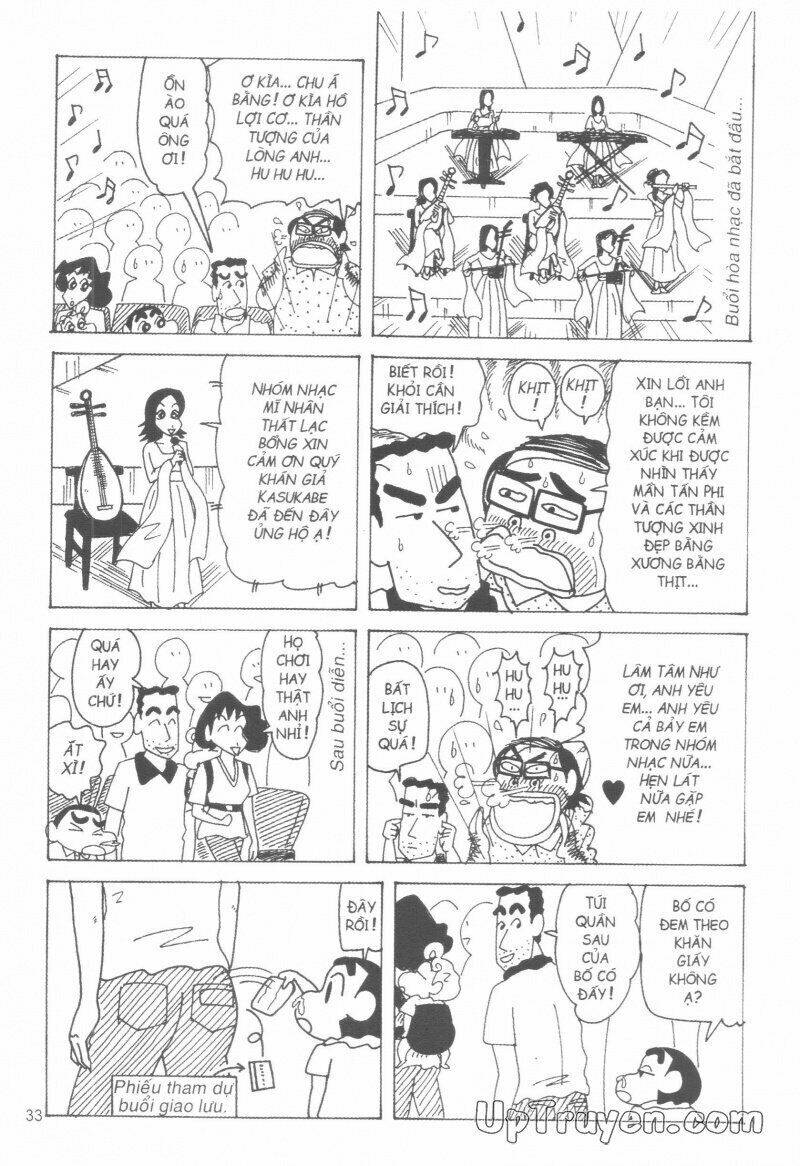 Buổi hòa nhạc đã bắt đầu...
Ơ KÌA... CHU Á
BẰNG! Ơ KÌA HỒ
LỢI CƠ... THẦN
TƯỢNG CỦA
LÒNG ANH...
HU HU HU...
ỒN
ÀO
QUÁ
ÔNG
ƠI!
XIN LỖI ANH
BẠN... TÔI
KHÔNG KỀM
ĐƯỢC CẢM
XÚC KHI ĐƯỢC
NHÌN THẤY
MẪN TẤN PHI
VÀ CÁC THẦN
TƯỢNG XINH
ĐẸP BẰNG
XƯƠNG BẰNG
THỊT...
KHỊT
!
KHỊT
!
BIẾT RỒI!
KHỎI CẦN
GIẢI THÍCH!
NHÓM NHẠC
MĨ NHÂN
THẤT LẠC
BỔNG XIN
CẢM ƠN QUÝ
KHÁN GIẢ
KASUKABE
ĐÃ ĐẾN ĐÂY
ỦNG HỘ Ạ!
LÂM TÂM NHƯ
ƠI, ANH YÊU
EM... ANH YÊU
CẢ BẢY EM
TRONG NHÓM
NHẠC NỮA...
HẸN LÁT
NỮA GẶP
EM NHÉ!
HU
HU
...
HU
HU
...
BẤT
LỊCH
SỰ
QUÁ!
Sau buổi diễn...
HỌ
CHƠI
HAY
THẬT
ANH
NHỈ!
QUÁ
HAY
ẤY
CHỨ!
ẮT
XÌ!
BỐ CÓ
ĐEM THEO
KHĂN
GIẤY
KHÔNG
Ạ?
TÚI
QUẦN
SAU
CỦA
BỐ CÓ
ĐẤY!
ĐÂY
RỒI!
Phiếu tham dự
buổi giao lưu.
33
UpTruyen.com